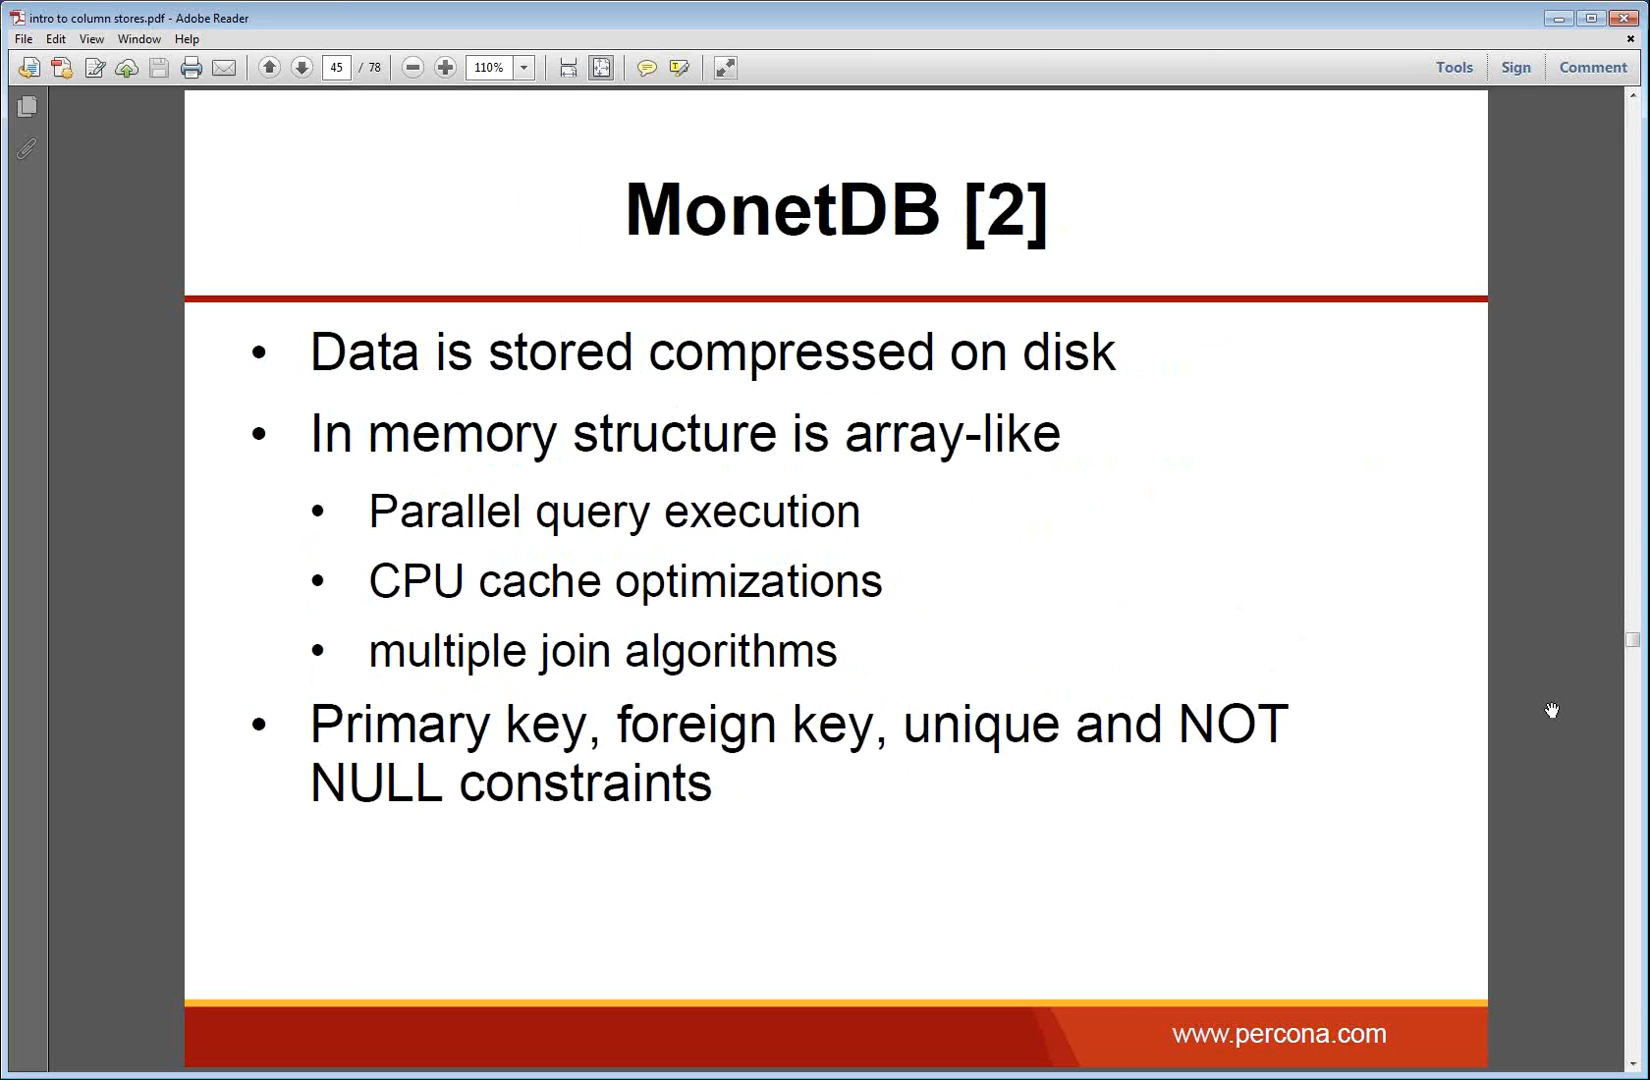 intro to column stores.pdf - Adobe Reader
File Edit View Window Help
45 / 78 110% Tools Sign Comment
MonetDB [2]
• Data is stored compressed on disk
• In memory structure is array-like
• Parallel query execution
• CPU cache optimizations
• multiple join algorithms
• Primary key, foreign key, unique and NOT
NULL constraints
www.percona.com